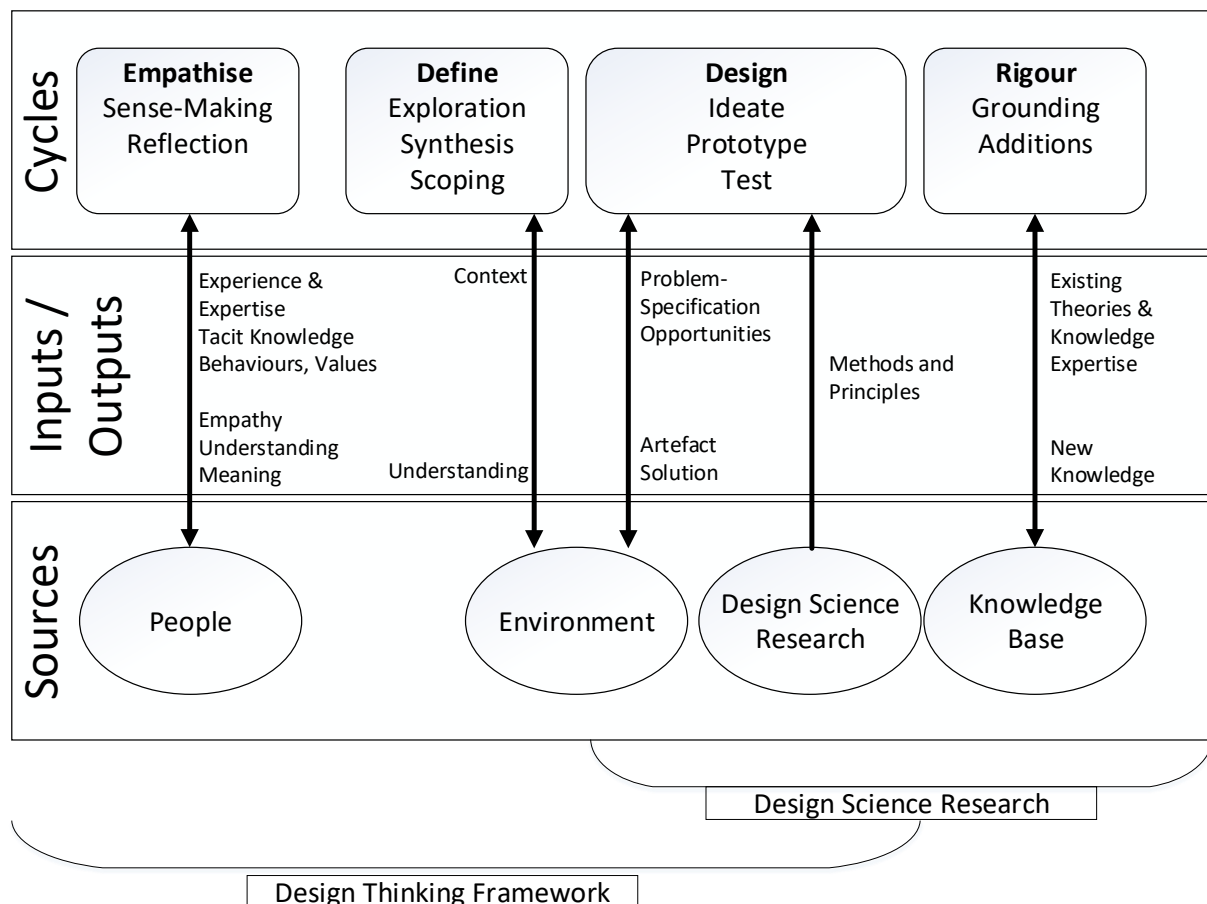 Cycles
Empathise
Sense-Making
Reflection
Define
Exploration
Synthesis
Scoping
Design
Ideate
Prototype
Test
Rigour
Grounding
Additions
Inputs /
Outputs
Experience &
Expertise
Tacit Knowledge
Behaviours, Values
Empathy
Understanding
Meaning
Context
Understanding
Problem-
Specification
Opportunities
Artefact
Solution
Methods and
Principles
Existing
Theories &
Knowledge
Expertise
New
Knowledge
Sources
People
Environment
Design Science
Research
Knowledge
Base
Design Science Research
Design Thinking Framework